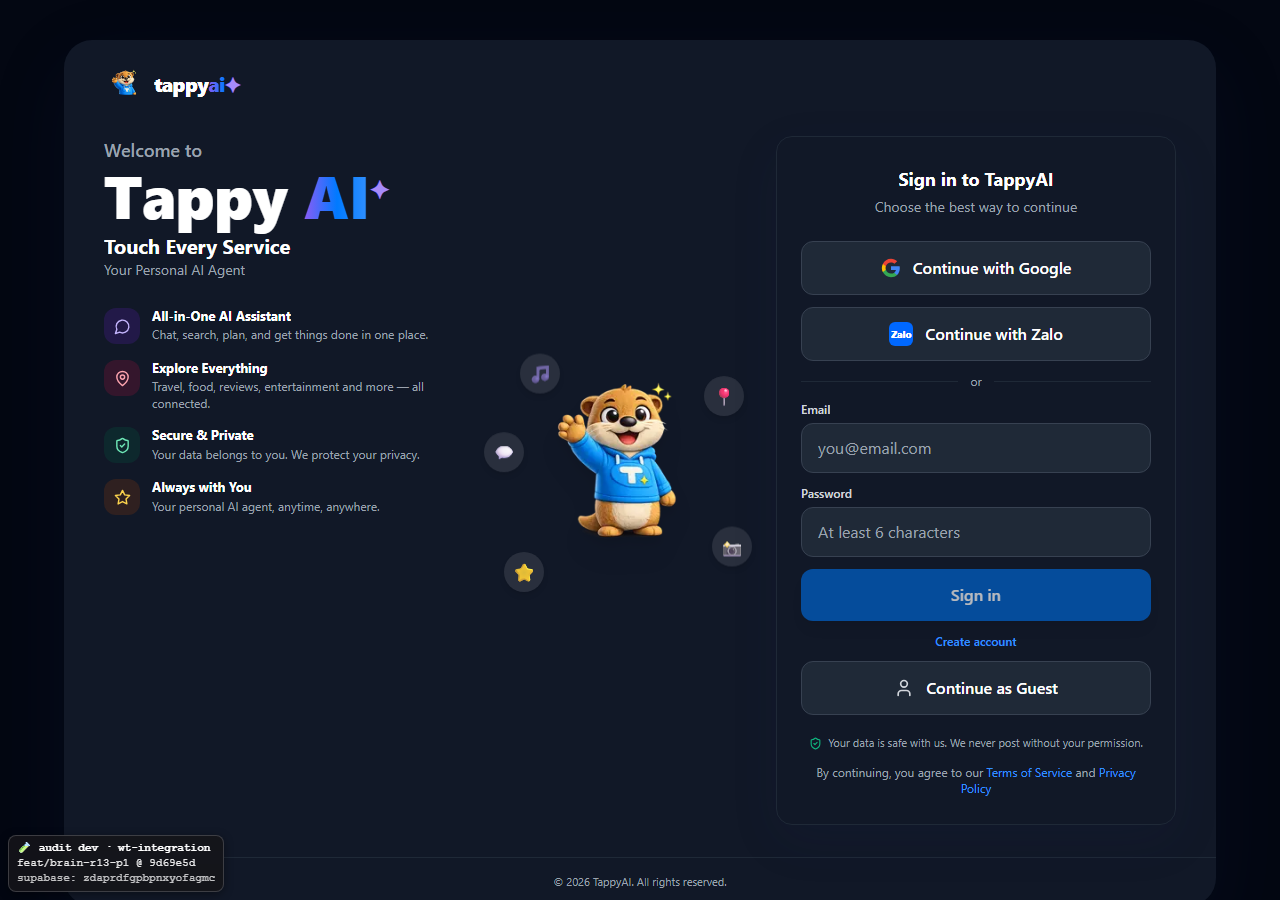 tappyai
Welcome to
Tappy AI
Touch Every Service
Your Personal AI Agent
All-in-One AI Assistant
Chat, search, plan, and get things done in one place.
Explore Everything
Travel, food, reviews, entertainment and more — all
connected.
Secure & Private
Your data belongs to you. We protect your privacy.
Always with You
Your personal AI agent, anytime, anywhere.
T
Sign in to TappyAI
Choose the best way to continue
Continue with Google
Zalo Continue with Zalo
or
Email
you@email.com
Password
At least 6 characters
Sign in
Create account
Continue as Guest
Your data is safe with us. We never post without your permission.
By continuing, you agree to our Terms of Service and Privacy
Policy
audit dev · wt-integration
feat/brain-r13-p1 @ 9d69e5d
supabase: zdaprdfgpbpnxyofagmc
© 2026 TappyAI. All rights reserved.